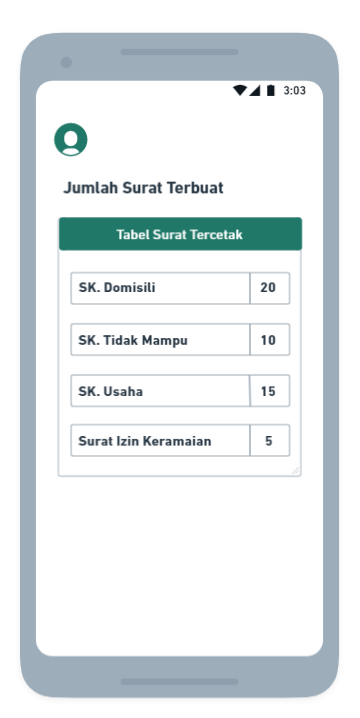 3:03
Jumlah Surat Terbuat
Tabel Surat Tercetak
SK. Domisili 20
SK. Tidak Mampu 10
SK. Usaha 15
Surat Izin Keramaian 5